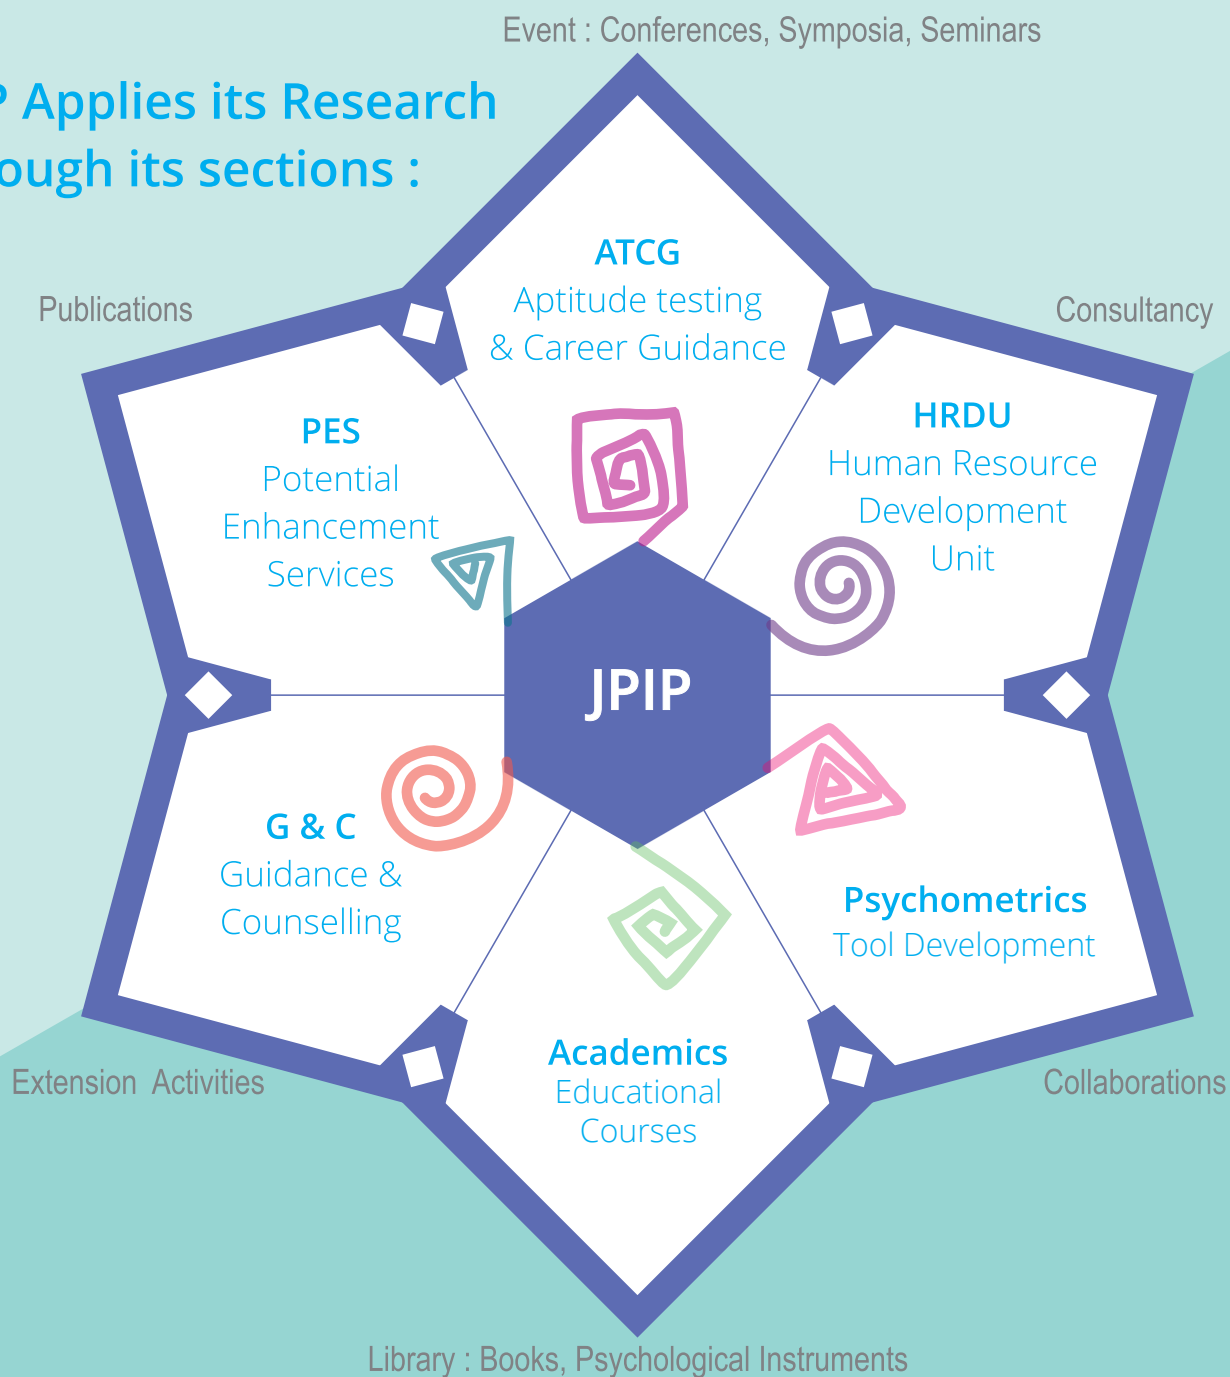 Event : Conferences, Symposia, Seminars
P Applies its Research
ough its sections :
ATCG
Aptitude testing
& Career Guidance
Publications
Consultancy
PES
Potential
Enhancement
Services
HRDU
Human Resource
Development
Unit
JPIP
G & C
Guidance &
Counselling
Psychometrics
Tool Development
Academics
Educational
Courses
Extension Activities
Collaborations
Library : Books, Psychological Instruments